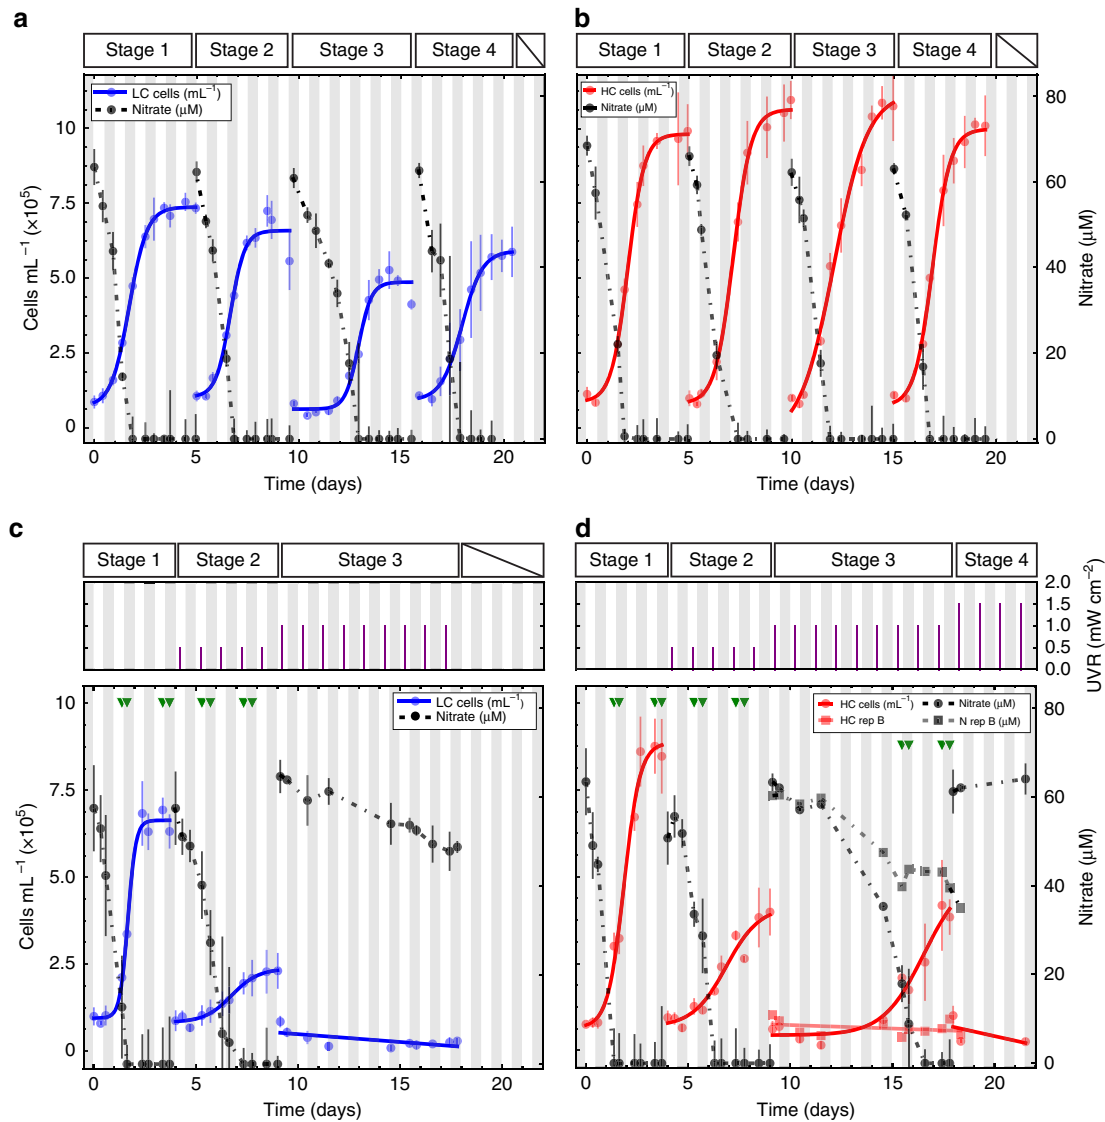 a
Stage 1 Stage 2 Stage 3 Stage 4
LC cells (mL⁻¹)
Nitrate (μM)
10
7.5
5.0
2.5
0
Cells mL⁻¹ (×10⁵)
0 5 10 15 20
Time (days)
b
Stage 1 Stage 2 Stage 3 Stage 4
HC cells (mL⁻¹)
Nitrate (μM)
80
60
40
20
0
Nitrate (μM)
0 5 10 15 20
Time (days)
c
Stage 1 Stage 2 Stage 3
LC cells (mL⁻¹)
Nitrate (μM)
10
7.5
5.0
2.5
0
Cells mL⁻¹ (×10⁵)
0 5 10 15 20
Time (days)
d
Stage 1 Stage 2 Stage 3 Stage 4
2.0
1.5
1.0
0.5
0.0
UVR (mW cm⁻²)
HC cells (mL⁻¹) Nitrate (μM)
HC rep B N rep B (μM)
80
60
40
20
0
Nitrate (μM)
0 5 10 15 20
Time (days)